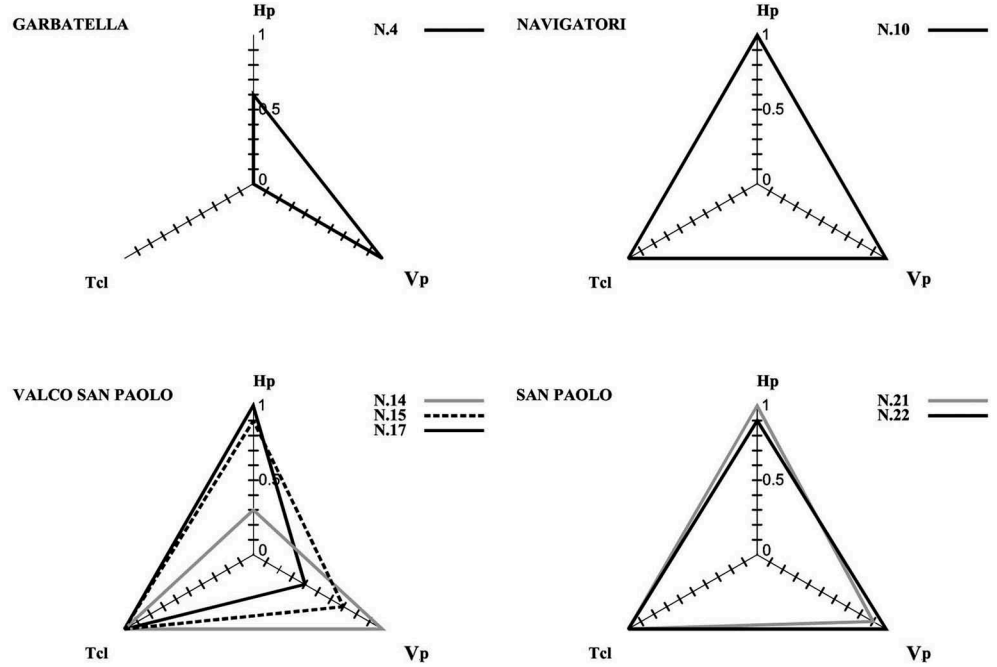 GARBATELLA
Hp
N.4
1
0.5
0
Tcl
Vp
NAVIGATORI
Hp
N.10
1
0.5
0
Tcl
Vp
VALCO SAN PAOLO
Hp
N.14
N.15
N.17
1
0.5
0
Tcl
Vp
SAN PAOLO
Hp
N.21
N.22
1
0.5
0
Tcl
Vp